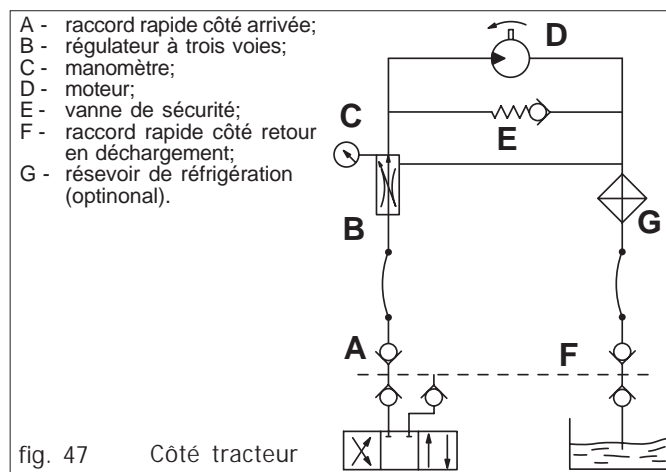 A - raccord rapide côté arrivée;
B - régulateur à trois voies;
C - manomètre;
D - moteur;
E - vanne de sécurité;
F - raccord rapide côté retour
en déchargement;
G - résevoir de réfrigération
(optinonal).
D
C
E
B
G
A
F
fig. 47 Côté tracteur